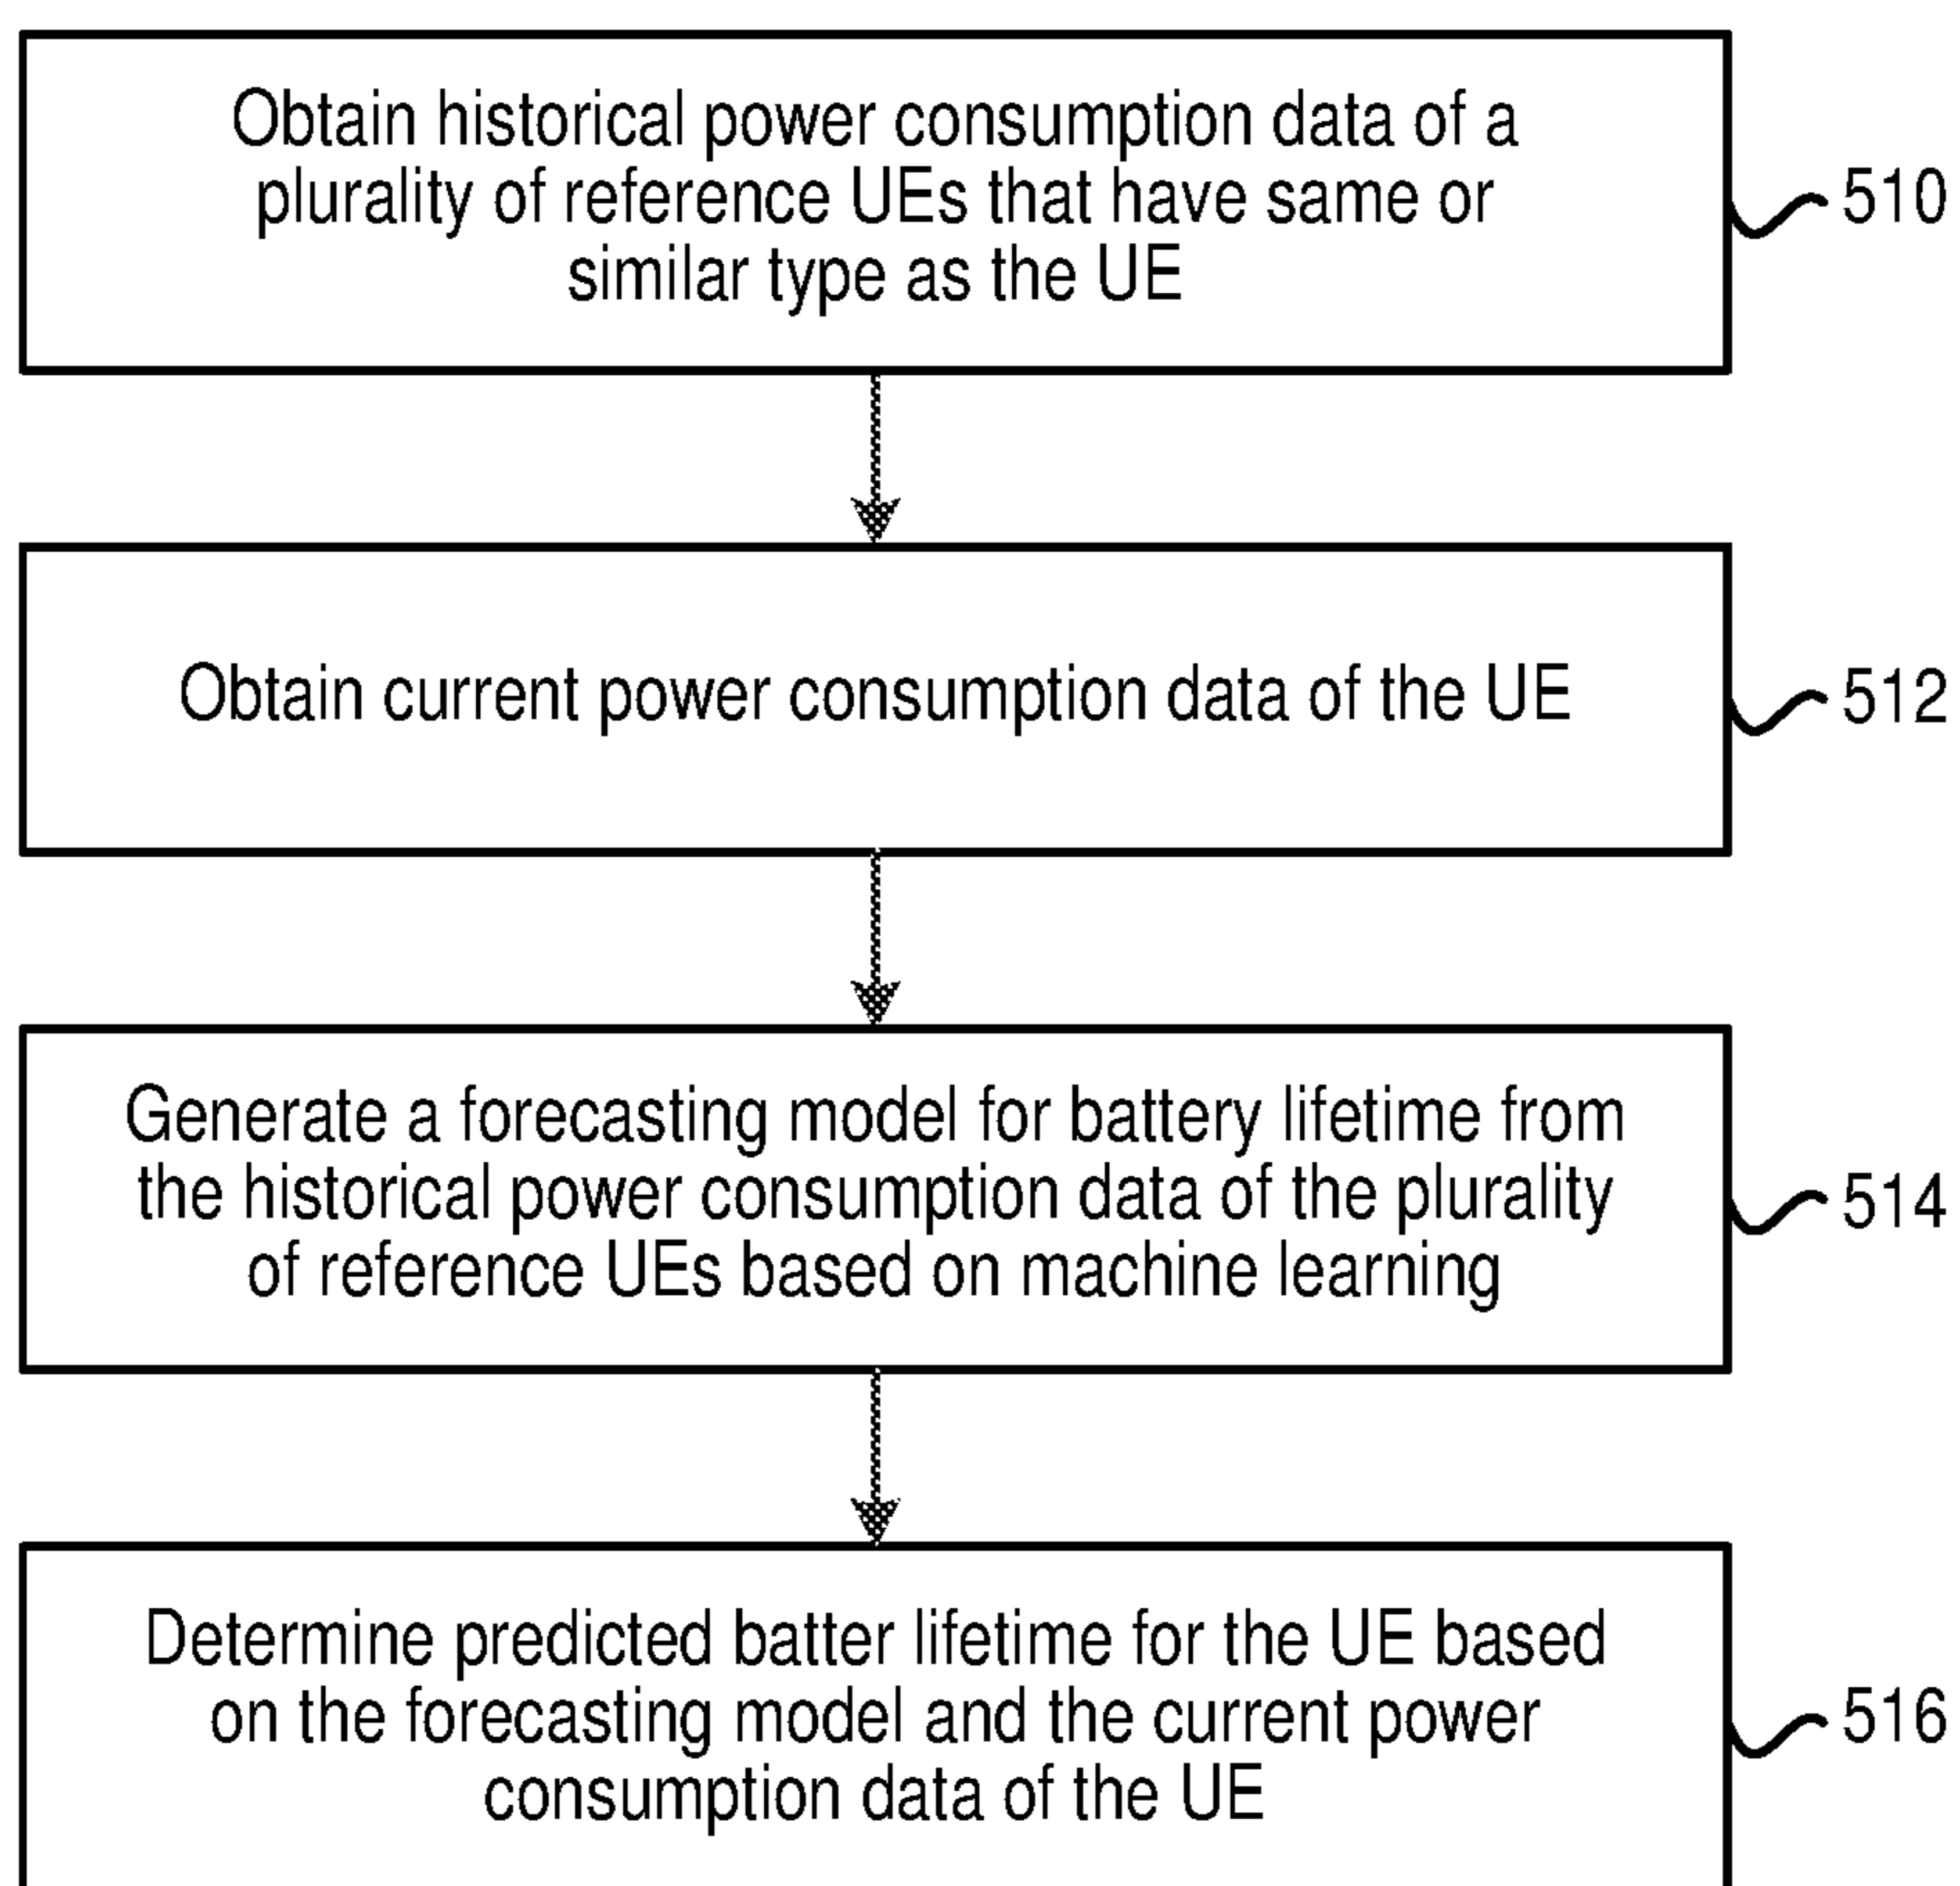 Obtain historical power consumption data of a
plurality of reference UEs that have same or
similar type as the UE
510
Obtain current power consumption data of the UE
512
Generate a forecasting model for battery lifetime from
the historical power consumption data of the plurality
of reference UEs based on machine learning
514
Determine predicted batter lifetime for the UE based
on the forecasting model and the current power
consumption data of the UE
516